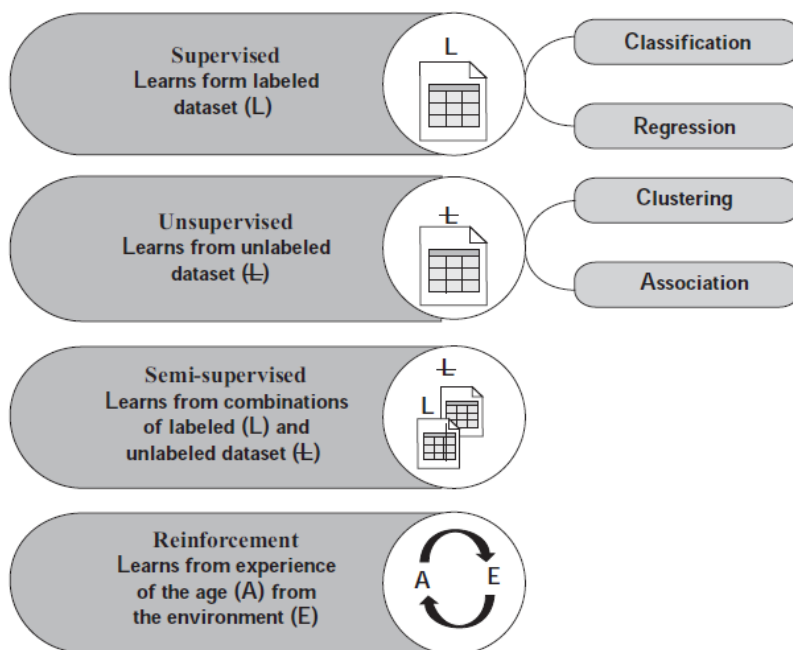 Supervised
Learns form labeled
dataset (L)
L
Classification
Regression
Unsupervised
Learns from unlabeled
dataset (Ł)
Ł
Clustering
Association
Semi-supervised
Learns from combinations
of labeled (L) and
unlabeled dataset (Ł)
Ł
L
Reinforcement
Learns from experience
of the age (A) from
the environment (E)
A
E